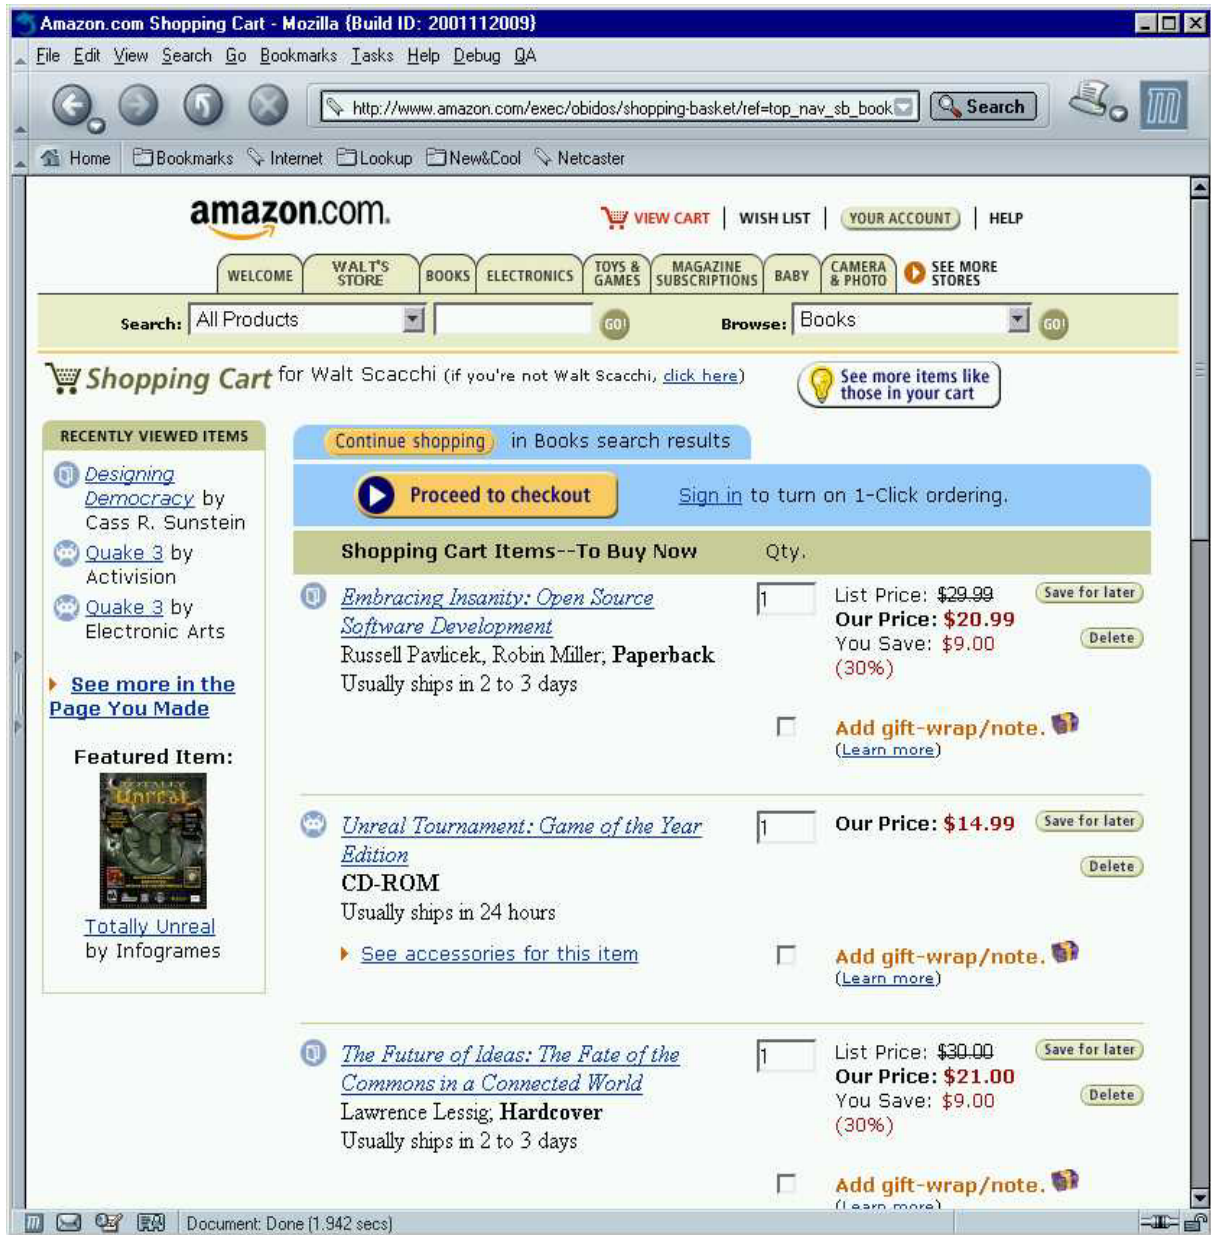 Amazon.com Shopping Cart - Mozilla {Build ID: 2001112009}
File Edit View Search Go Bookmarks Tasks Help Debug QA
http://www.amazon.com/exec/obidos/shopping-basket/ref=top_nav_sb_book Search
Home Bookmarks Internet Lookup New&Cool Netcaster
amazon.com. VIEW CART | WISH LIST | YOUR ACCOUNT | HELP
WELCOME WALT'S STORE BOOKS ELECTRONICS TOYS & GAMES MAGAZINE SUBSCRIPTIONS BABY CAMERA & PHOTO SEE MORE STORES
Search: All Products GO! Browse: Books GO!
Shopping Cart for Walt Scacchi (if you're not Walt Scacchi, click here)
See more items like
those in your cart
RECENTLY VIEWED ITEMS
Designing
Democracy by
Cass R. Sunstein
Quake 3 by
Activision
Quake 3 by
Electronic Arts
See more in the
Page You Made
Featured Item:
TOTALLY
Unreal
Totally Unreal
by Infogrames
Continue shopping in Books search results
Proceed to checkout Sign in to turn on 1-Click ordering.
Shopping Cart Items--To Buy Now Qty.
Embracing Insanity: Open Source
Software Development
Russell Pavlicek, Robin Miller; Paperback
Usually ships in 2 to 3 days
1
List Price: $29.99
Our Price: $20.99
You Save: $9.00
(30%)
Save for later
Delete
Add gift-wrap/note.
(Learn more)
Unreal Tournament: Game of the Year
Edition
CD-ROM
Usually ships in 24 hours
See accessories for this item
1
Our Price: $14.99
Save for later
Delete
Add gift-wrap/note.
(Learn more)
The Future of Ideas: The Fate of the
Commons in a Connected World
Lawrence Lessig; Hardcover
Usually ships in 2 to 3 days
1
List Price: $30.00
Our Price: $21.00
You Save: $9.00
(30%)
Save for later
Delete
Add gift-wrap/note.
(Learn more)
Document: Done (1.942 secs)